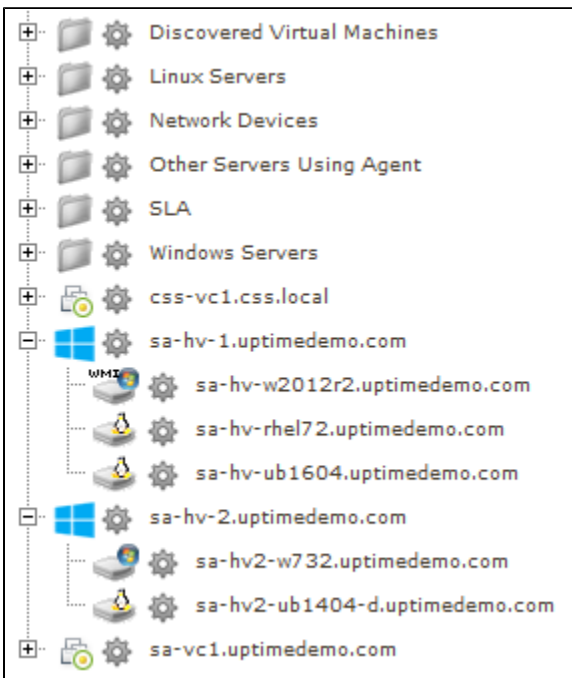 Discovered Virtual Machines
Linux Servers
Network Devices
Other Servers Using Agent
SLA
Windows Servers
css-vc1.css.local
sa-hv-1.uptimedemo.com
WMI
sa-hv-w2012r2.uptimedemo.com
sa-hv-rhel72.uptimedemo.com
sa-hv-ub1604.uptimedemo.com
sa-hv-2.uptimedemo.com
sa-hv2-w732.uptimedemo.com
sa-hv2-ub1404-d.uptimedemo.com
sa-vc1.uptimedemo.com